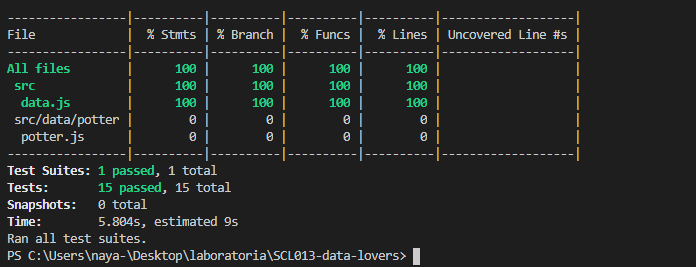 -------------------|----------|----------|----------|----------|-------------------|
File               |  % Stmts | % Branch |  % Funcs |  % Lines | Uncovered Line #s |
-------------------|----------|----------|----------|----------|-------------------|
All files          |      100 |      100 |      100 |      100 |                   |
 src               |      100 |      100 |      100 |      100 |                   |
  data.js          |      100 |      100 |      100 |      100 |                   |
 src/data/potter   |        0 |        0 |        0 |        0 |                   |
  potter.js        |        0 |        0 |        0 |        0 |                   |
-------------------|----------|----------|----------|----------|-------------------|
Test Suites: 1 passed, 1 total
Tests:       15 passed, 15 total
Snapshots:   0 total
Time:        5.804s, estimated 9s
Ran all test suites.
PS C:\Users\naya-\Desktop\laboratoria\SCL013-data-lovers>